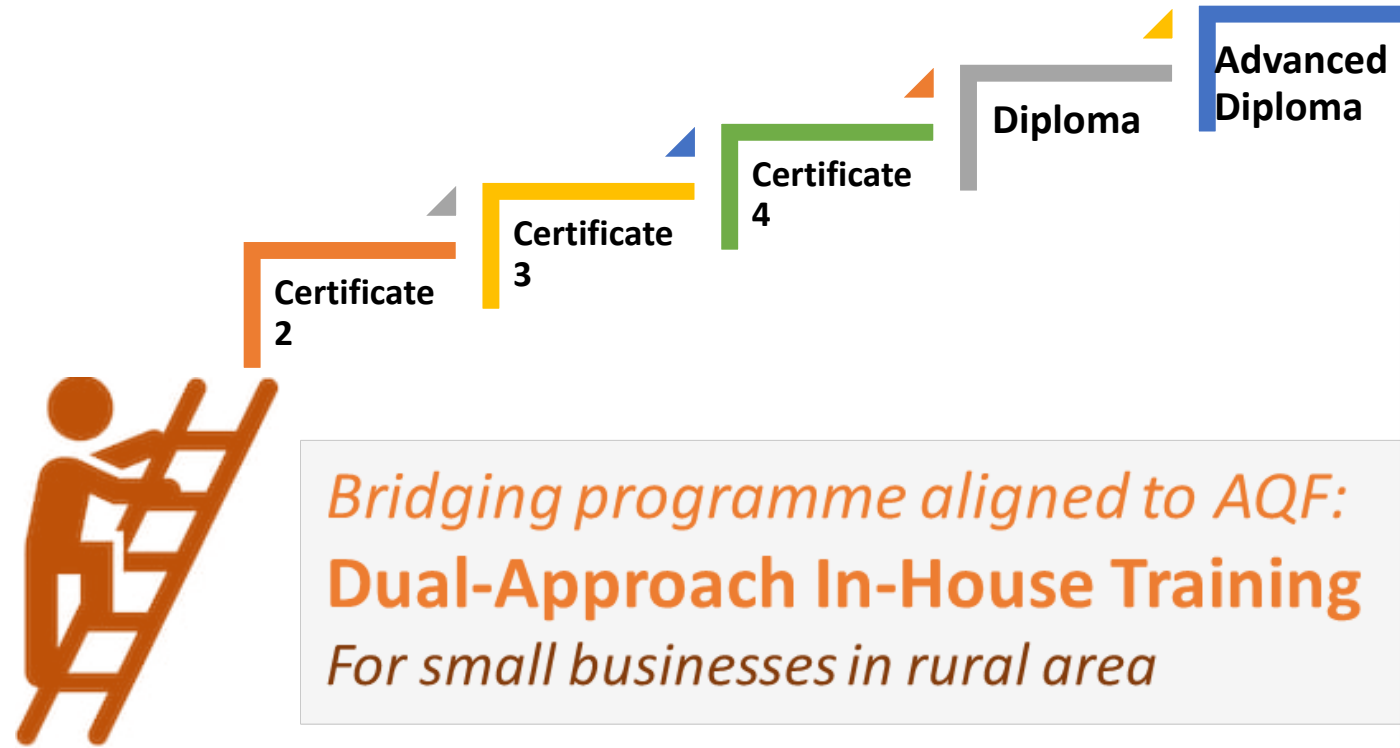 Advanced
Diploma
Diploma
Certificate
4
Certificate
3
Certificate
2
Bridging programme aligned to AQF:
Dual-Approach In-House Training
For small businesses in rural area